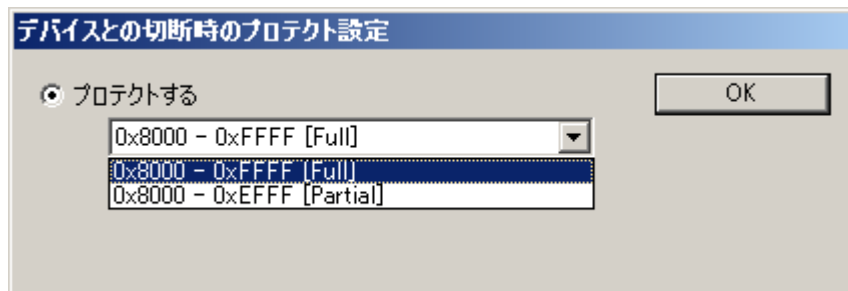 デバイスとの切断時のプロテクト設定
プロテクトする
OK
0x8000 - 0xFFFF [Full]
0x8000 - 0xFFFF [Full]
0x8000 - 0xEFFF [Partial]